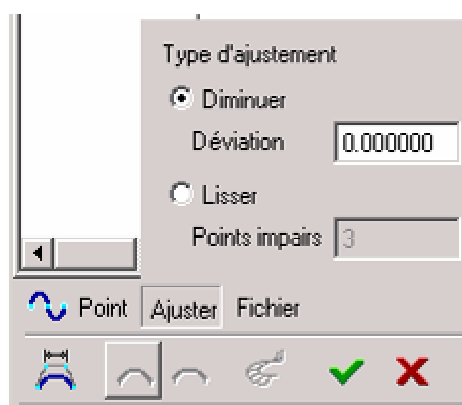 Type d'ajustement
Diminuer
Déviation 0.000000
Lisser
Points impairs 3
Point Ajuster Fichier